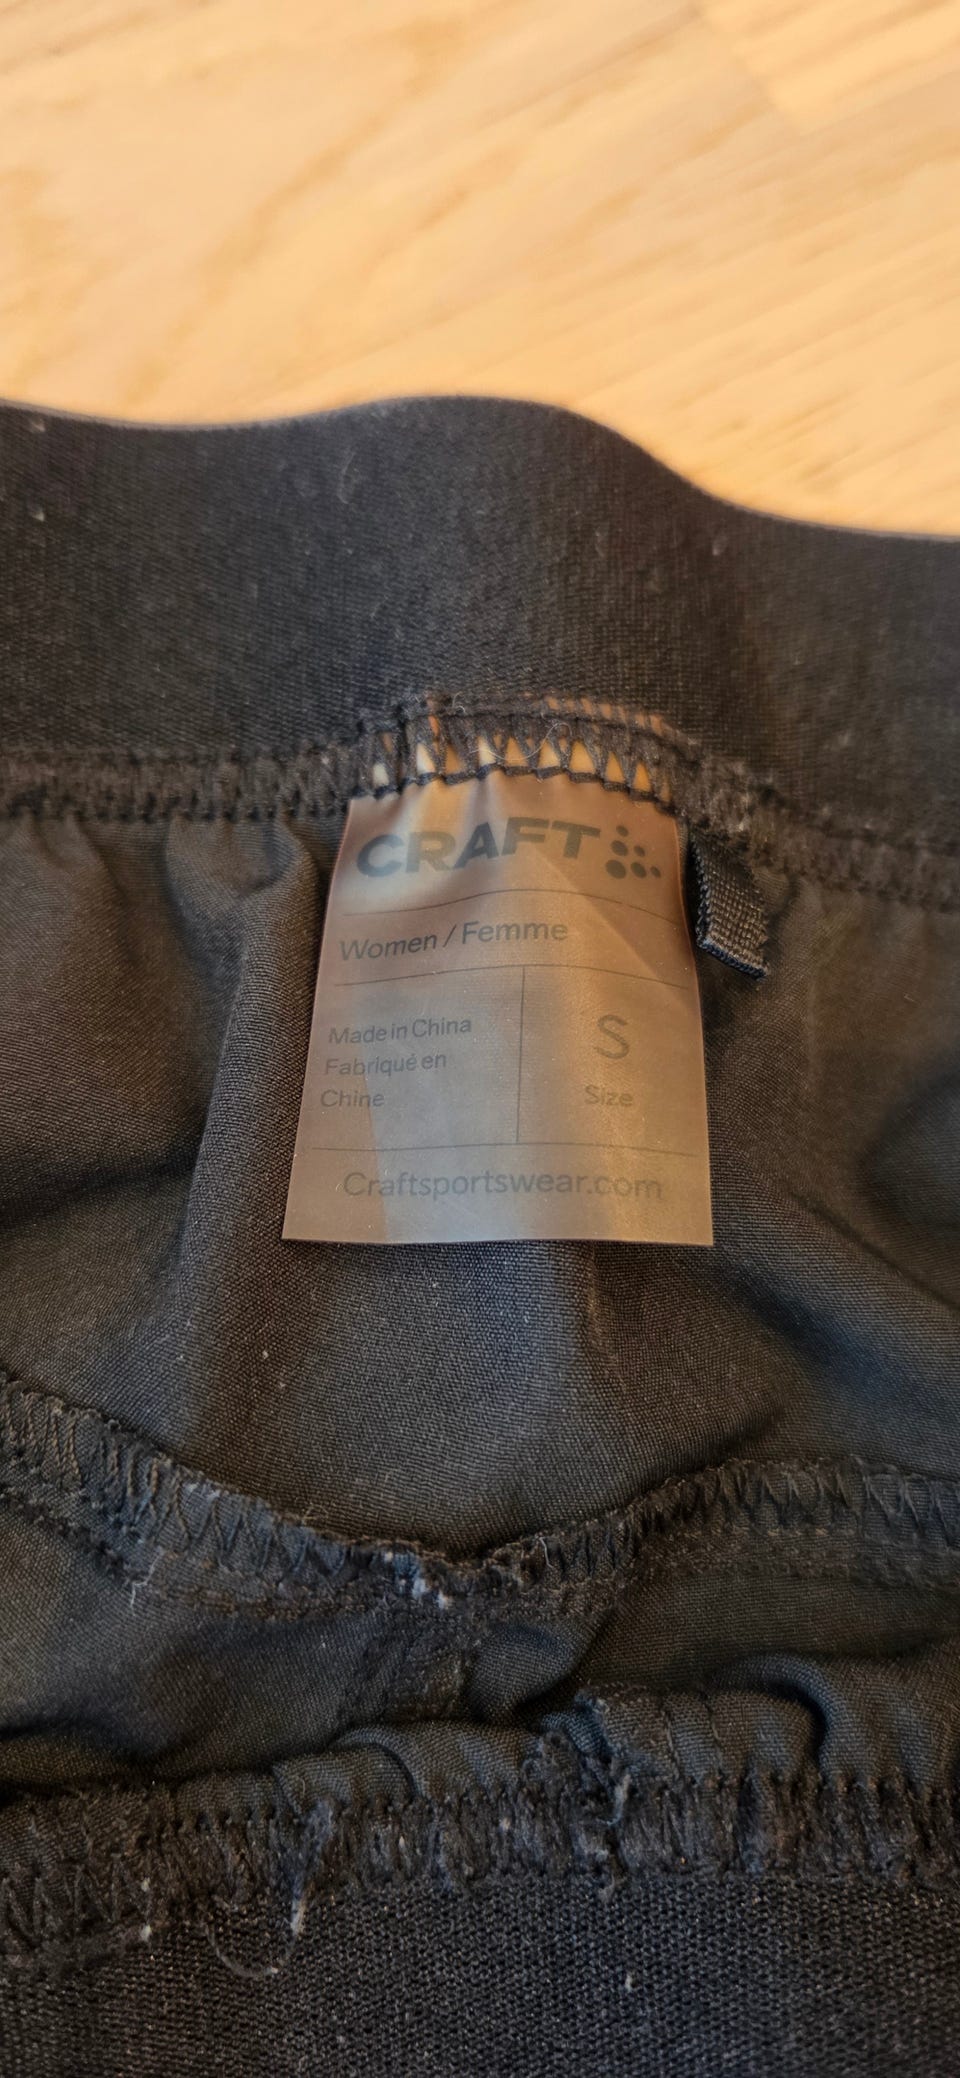 CRAFT
Women / Femme
Made in China
Fabriqué en
Chine
S
Size
Craftsportswear.com